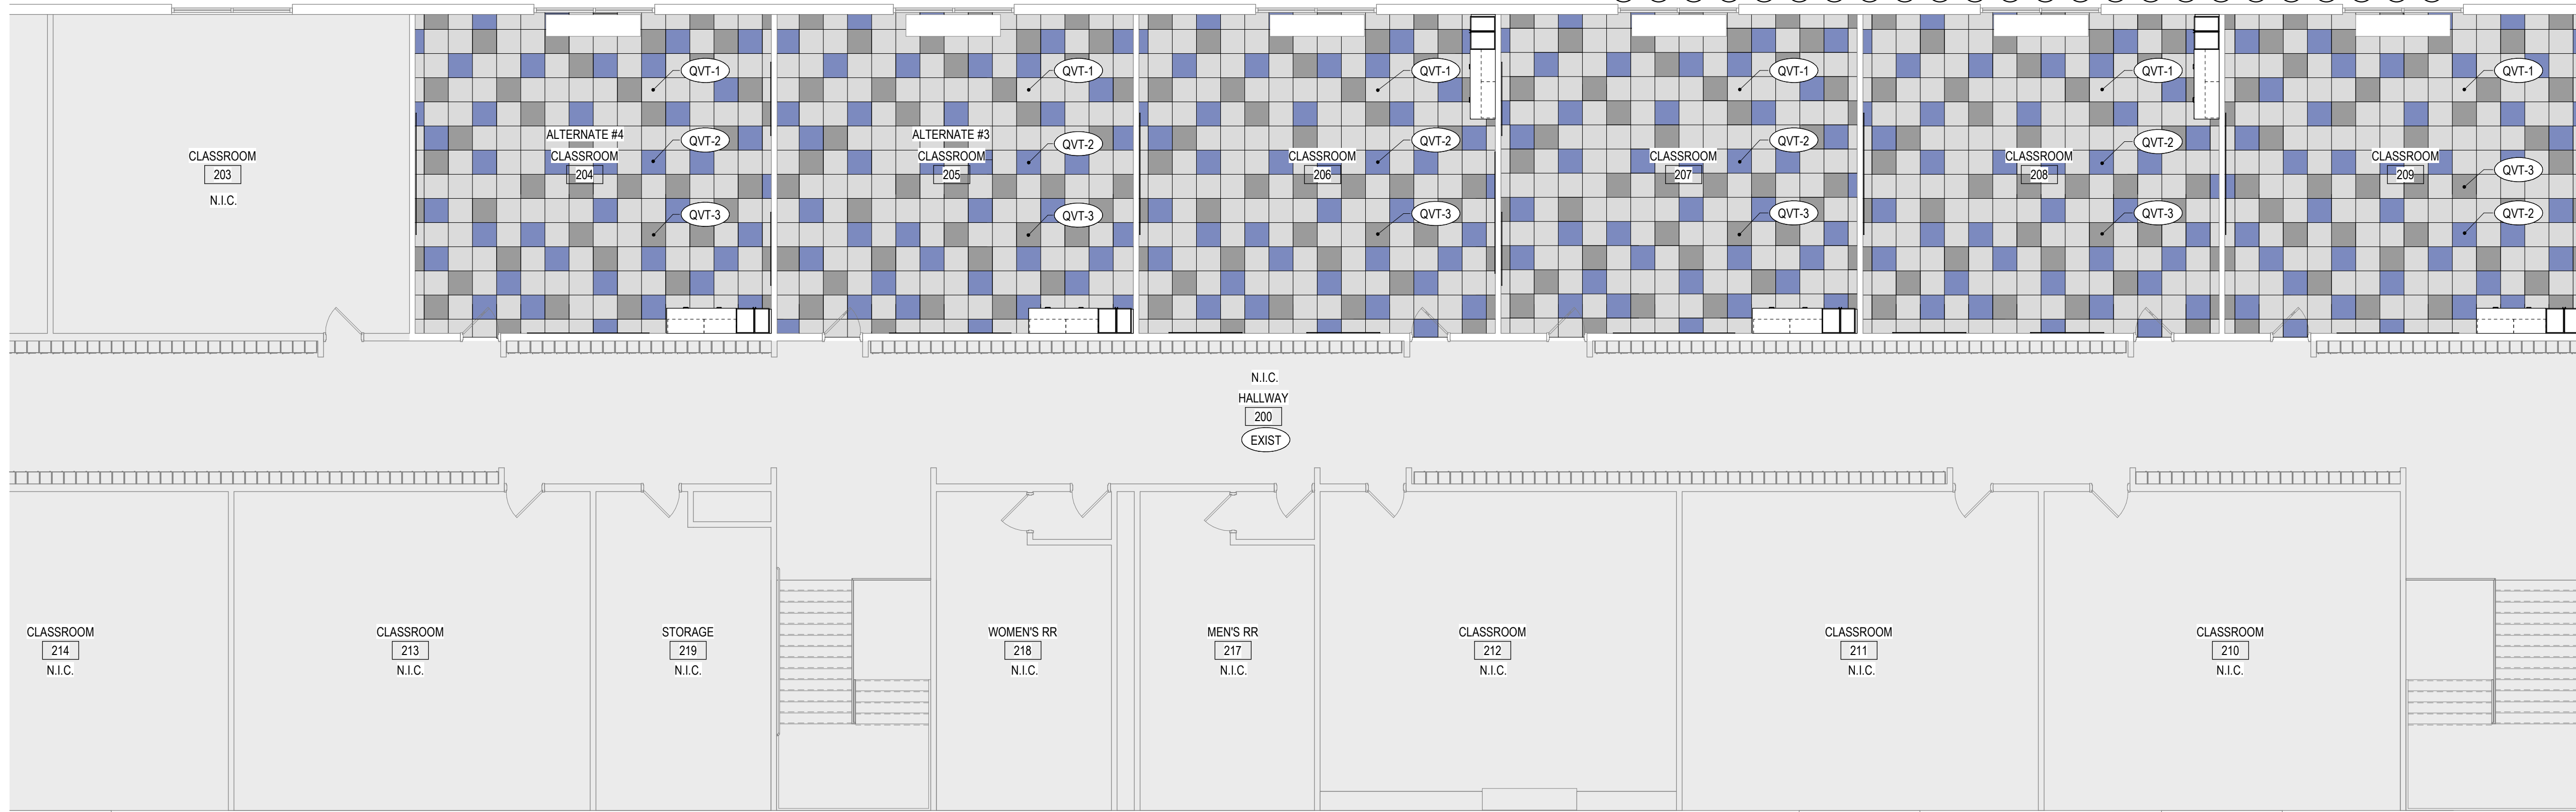 QVT-1
QVT-1
QVT-1
QVT-1
QVT-1
QVT-1
ALTERNATE #4
ALTERNATE #3
QVT-2
QVT-2
QVT-2
QVT-2
QVT-2
CLASSROOM
203
N.I.C.
CLASSROOM
204
CLASSROOM
205
CLASSROOM
206
CLASSROOM
207
CLASSROOM
208
CLASSROOM
209
QVT-3
QVT-3
QVT-3
QVT-3
QVT-3
QVT-3
QVT-2
N.I.C.
HALLWAY
200
EXIST
CLASSROOM
214
N.I.C.
CLASSROOM
213
N.I.C.
STORAGE
219
N.I.C.
WOMEN'S RR
218
N.I.C.
MEN'S RR
217
N.I.C.
CLASSROOM
212
N.I.C.
CLASSROOM
211
N.I.C.
CLASSROOM
210
N.I.C.